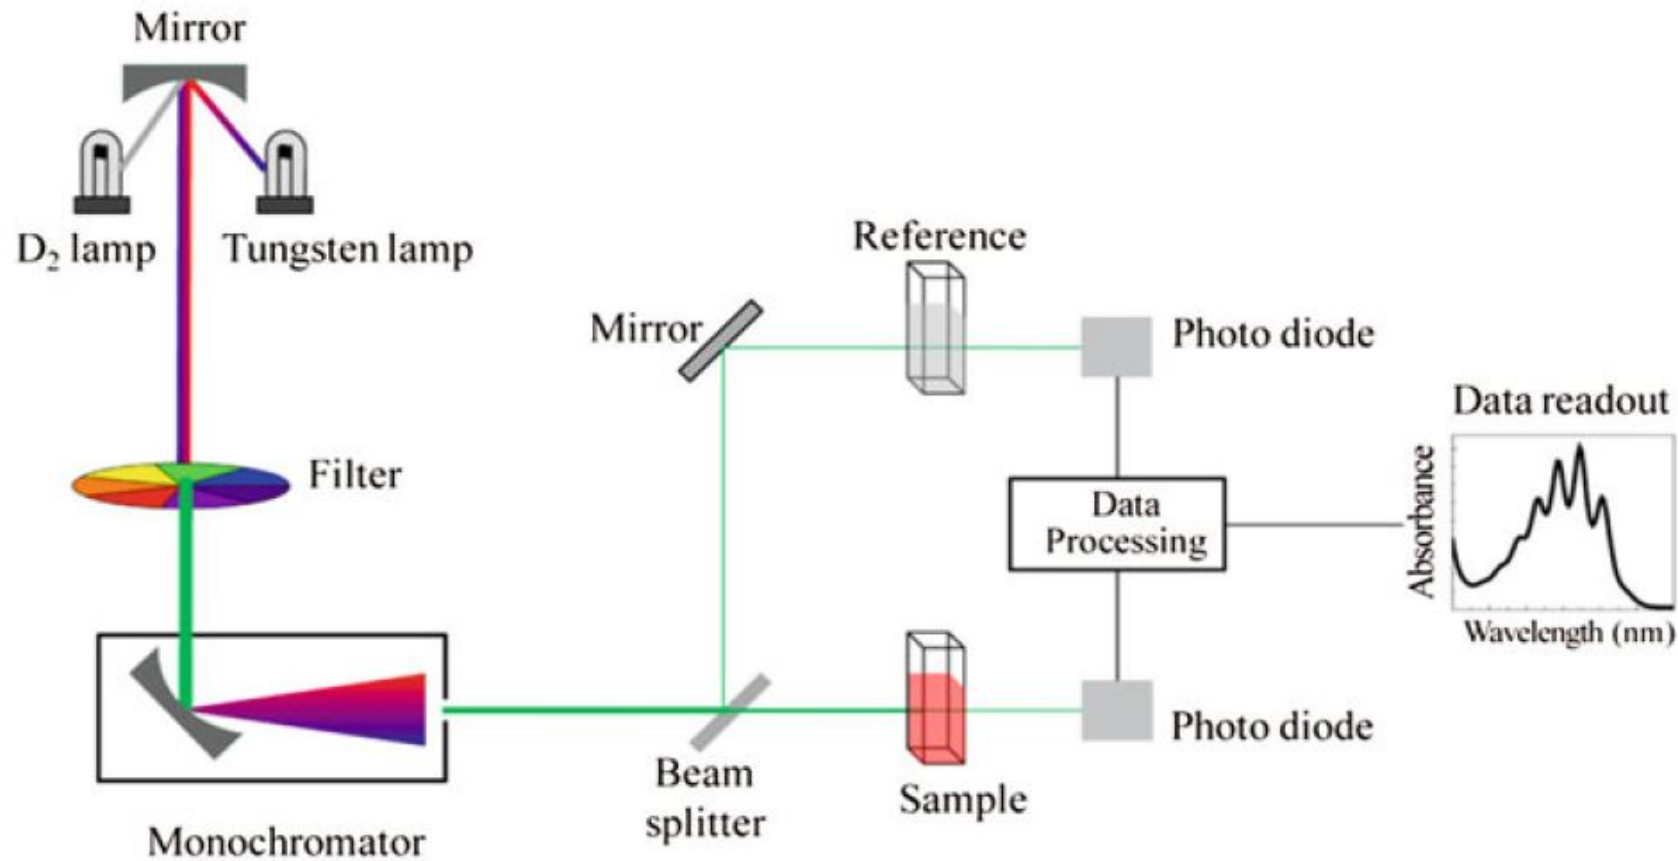 Mirror
D₂ lamp
Tungsten lamp
Filter
Monochromator
Mirror
Reference
Photo diode
Data
Processing
Beam
splitter
Sample
Photo diode
Data readout
Absorbance
Wavelength (nm)